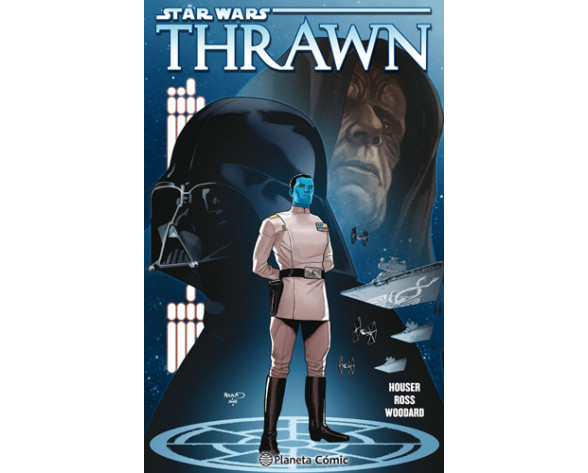 STAR WARS
THRAWN
HOUSER
ROSS
WOODARD
Planeta Cómic